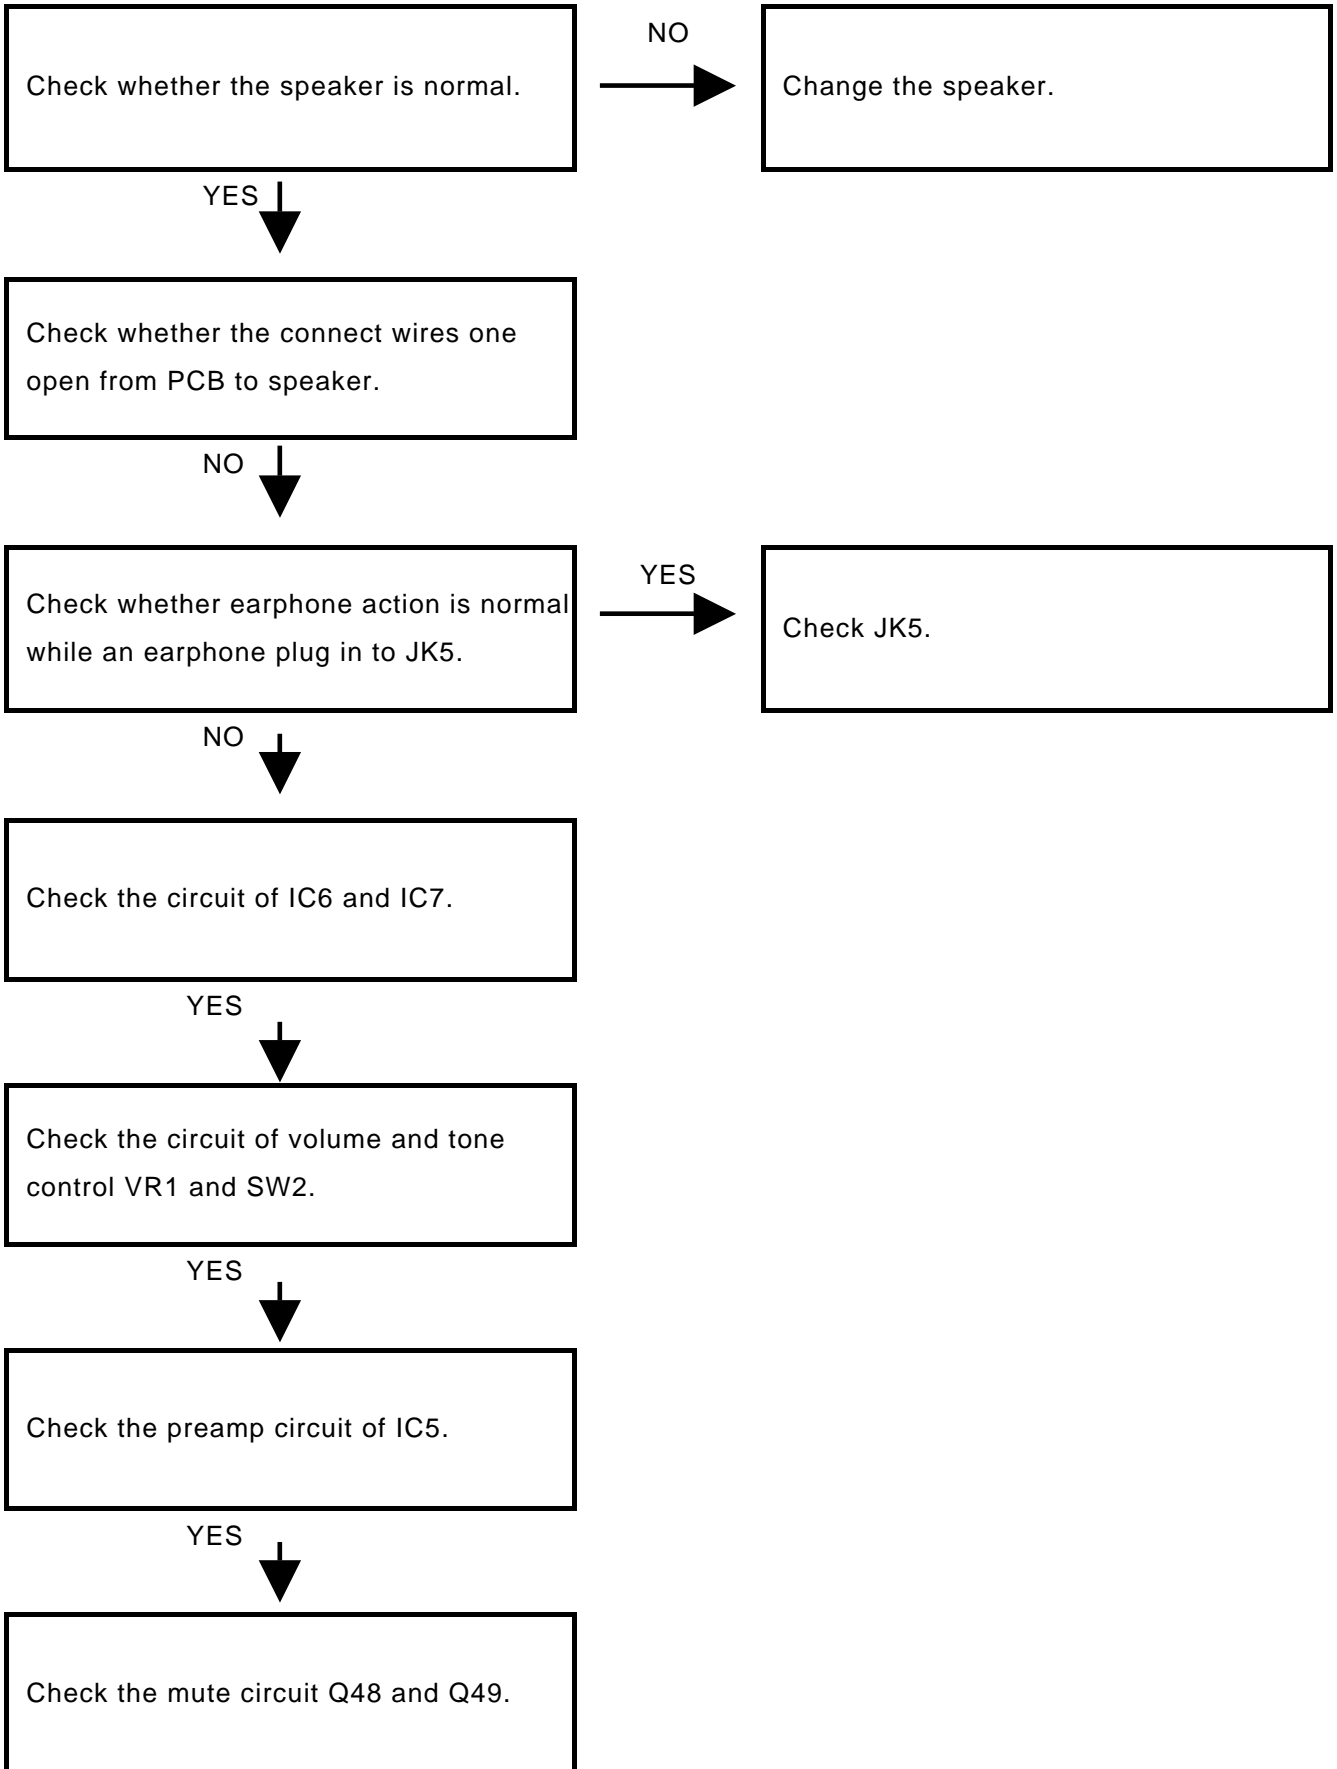 Check whether the speaker is normal.
NO
Change the speaker.
YES
Check whether the connect wires one
open from PCB to speaker.
NO
Check whether earphone action is normal
while an earphone plug in to JK5.
YES
Check JK5.
NO
Check the circuit of IC6 and IC7.
YES
Check the circuit of volume and tone
control VR1 and SW2.
YES
Check the preamp circuit of IC5.
YES
Check the mute circuit Q48 and Q49.